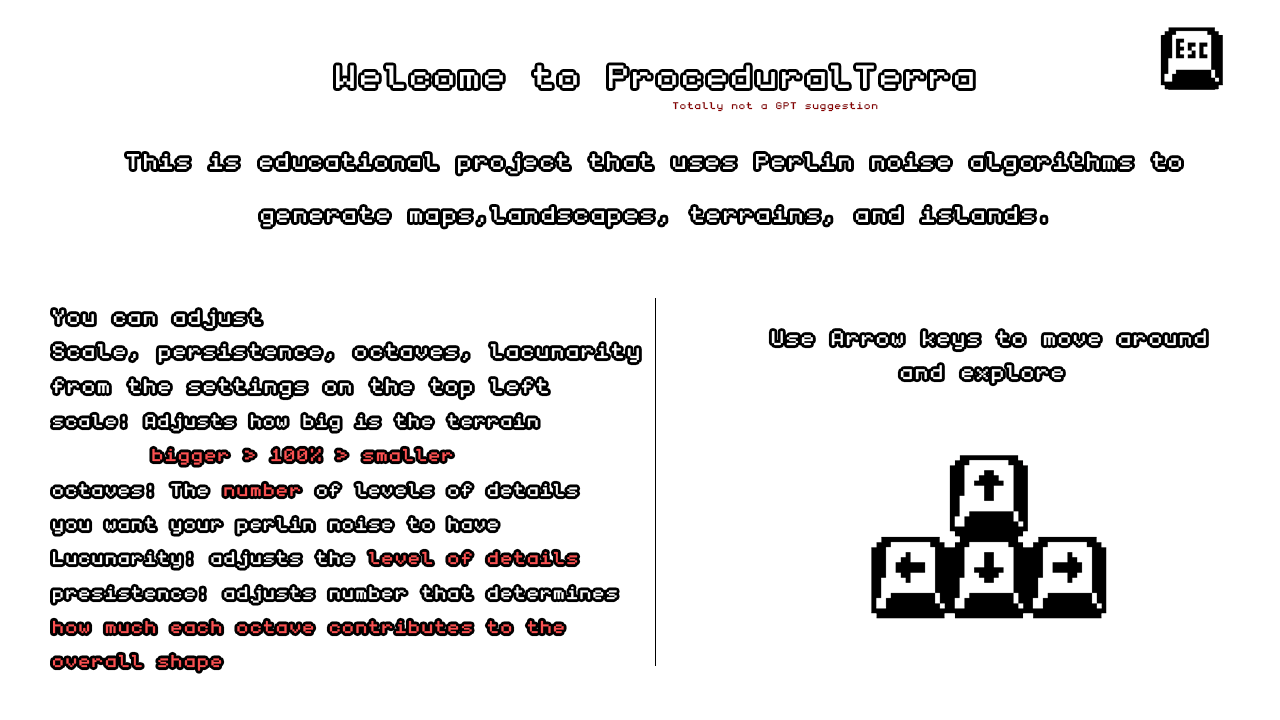 Esc
Welcome to ProceduralTerra
Totally not a GPT suggestion
This is educational project that uses Perlin noise algorithms to
generate maps,landscapes, terrains, and islands.
You can adjust
Scale, persistence, octaves, lacunarity
from the settings on the top left
scale: Adjusts how big is the terrain
bigger > 100% > smaller
octaves: The number of levels of details
you want your perlin noise to have
Lucunarity: adjusts the level of details
presistence: adjusts number that determines
how much each octave contributes to the
overall shape
Use Arrow keys to move around
and explore